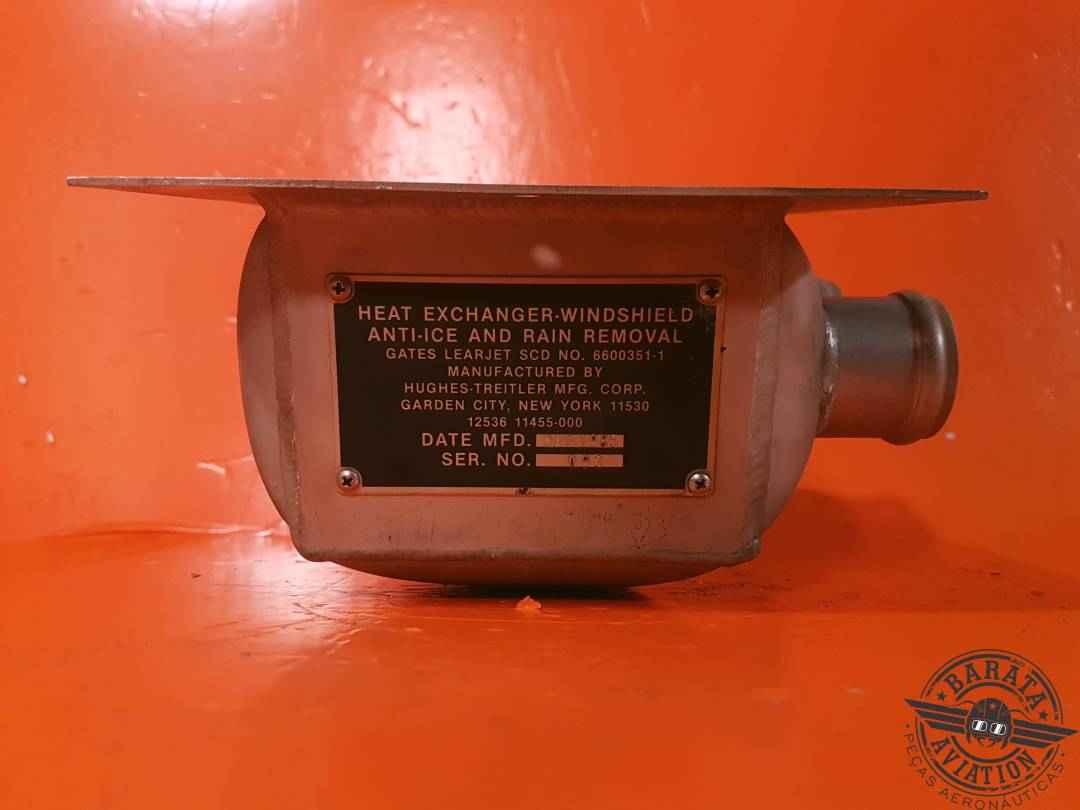 HEAT EXCHANGER-WINDSHIELD
ANTI-ICE AND RAIN REMOVAL
GATES LEARJET SCD NO. 6600351-1
MANUFACTURED BY
HUGHES-TREITLER MFG. CORP.
GARDEN CITY, NEW YORK 11530
12536 11455-000
DATE MFD.
SER. NO.
BARATA
AVIATION
PEÇAS AERONÁUTICAS